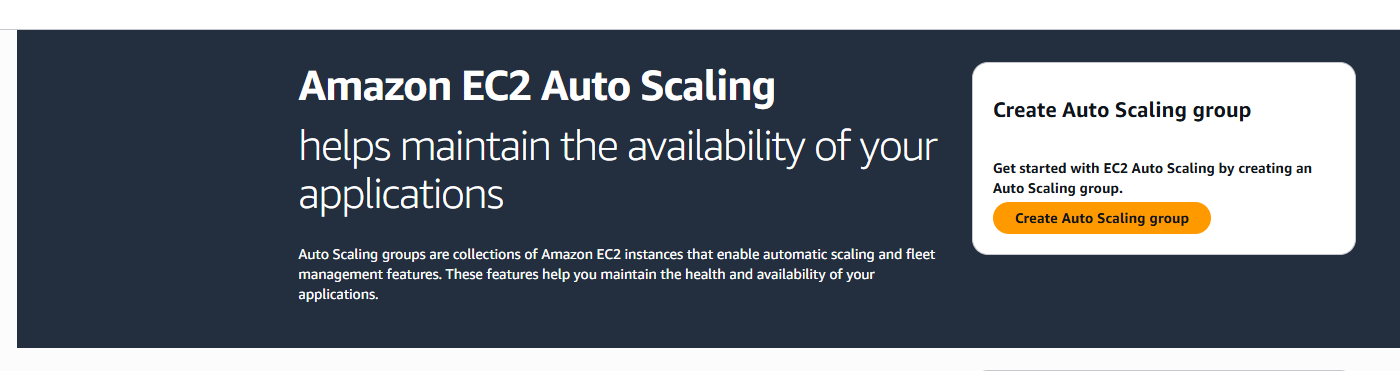 Amazon EC2 Auto Scaling
helps maintain the availability of your
applications
Auto Scaling groups are collections of Amazon EC2 instances that enable automatic scaling and fleet
management features. These features help you maintain the health and availability of your
applications.
Create Auto Scaling group
Get started with EC2 Auto Scaling by creating an
Auto Scaling group.
Create Auto Scaling group